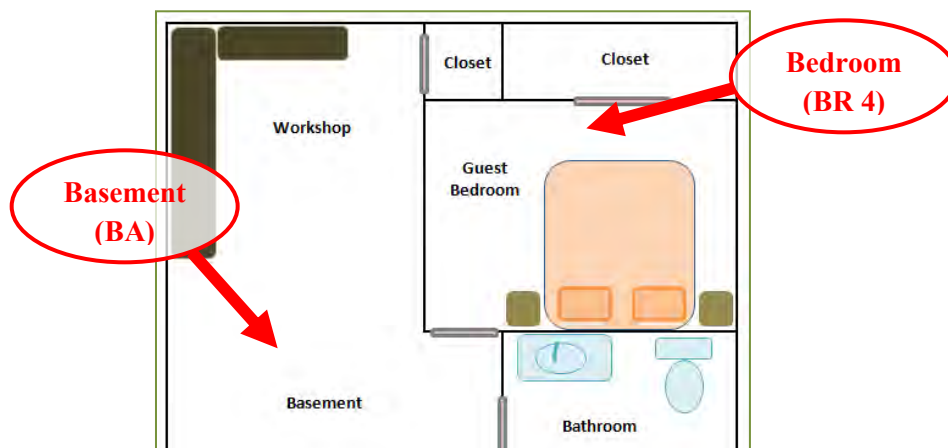 Closet
Closet
Bedroom
(BR 4)
Workshop
Guest
Bedroom
Basement
(BA)
Basement
Bathroom